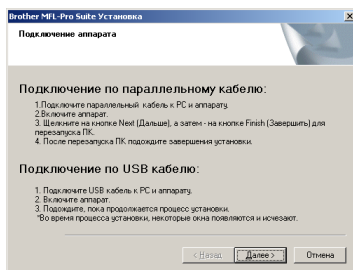 Brother MFL-Pro Suite Установка
Подключение аппарата
Подключение по параллельному кабелю:
1.Подключите параллельный кабель к PC и аппарату.
2.Включите аппарат.
3. Щелкните на кнопке Next (Дальше), а затем - на кнопке Finish (Завершить) для
перезапуска ПК.
4. После перезапуска ПК подождите завершения установки.
Подключение по USB кабелю:
1. Подключите USB кабель к PC и аппарату.
2. Включите аппарат.
3. Подождите, пока продолжается процесс установки.
*Во время процесса установки, некоторые окна появляются и исчезают.
< Назад
Далее >
Отмена